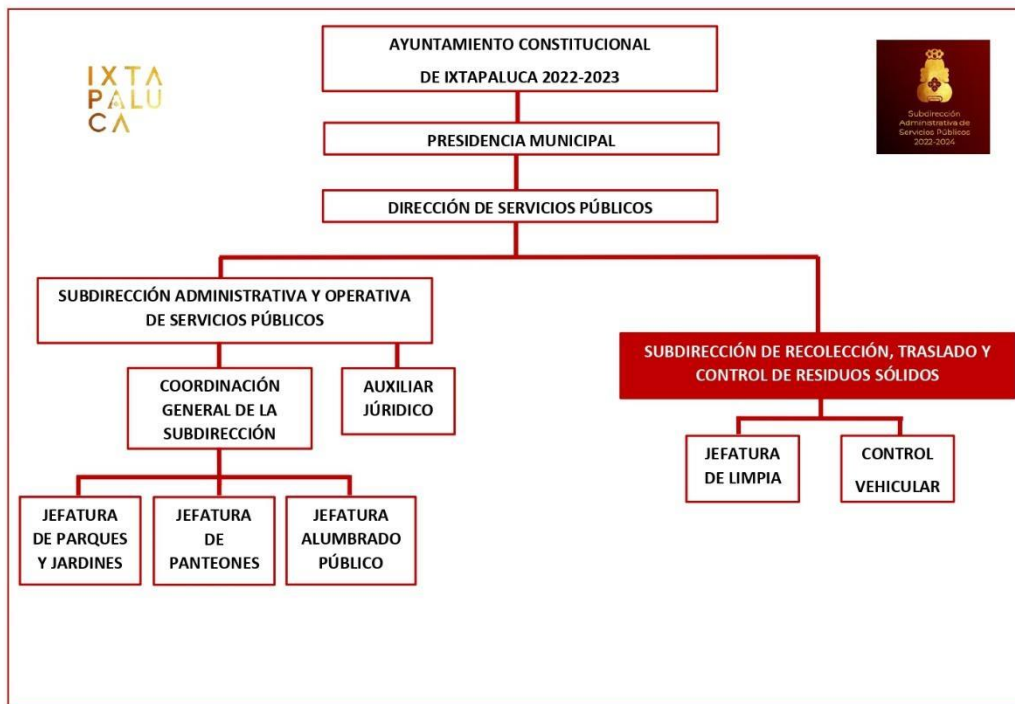 AYUNTAMIENTO CONSTITUCIONAL
DE IXTAPALUCA 2022-2023
IXTA
PALU
CA
Subdirección
Administrativa de
Servicios Públicos
2022-2024
PRESIDENCIA MUNICIPAL
DIRECCIÓN DE SERVICIOS PÚBLICOS
SUBDIRECCIÓN ADMINISTRATIVA Y OPERATIVA
DE SERVICIOS PÚBLICOS
SUBDIRECCIÓN DE RECOLECCIÓN, TRASLADO Y
CONTROL DE RESIDUOS SÓLIDOS
COORDINACIÓN
GENERAL DE LA
SUBDIRECCIÓN
AUXILIAR
JÚRIDICO
JEFATURA
DE LIMPIA
CONTROL
VEHICULAR
JEFATURA
DE PARQUES
Y JARDINES
JEFATURA
DE
PANTEONES
JEFATURA
ALUMBRADO
PÚBLICO